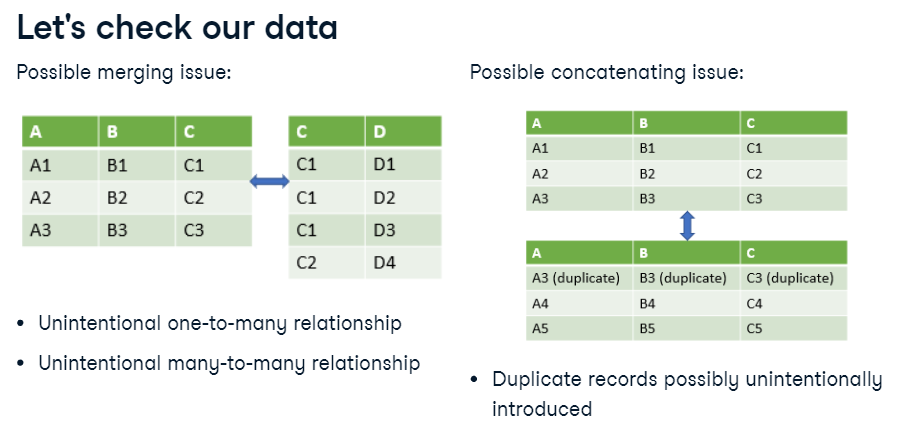 Let's check our data
Possible merging issue:
A B C
A1 B1 C1
A2 B2 C2
A3 B3 C3
C D
C1 D1
C1 D2
C1 D3
C2 D4
• Unintentional one-to-many relationship
• Unintentional many-to-many relationship
Possible concatenating issue:
A B C
A1 B1 C1
A2 B2 C2
A3 B3 C3
A B C
A3 (duplicate) B3 (duplicate) C3 (duplicate)
A4 B4 C4
A5 B5 C5
• Duplicate records possibly unintentionally
introduced